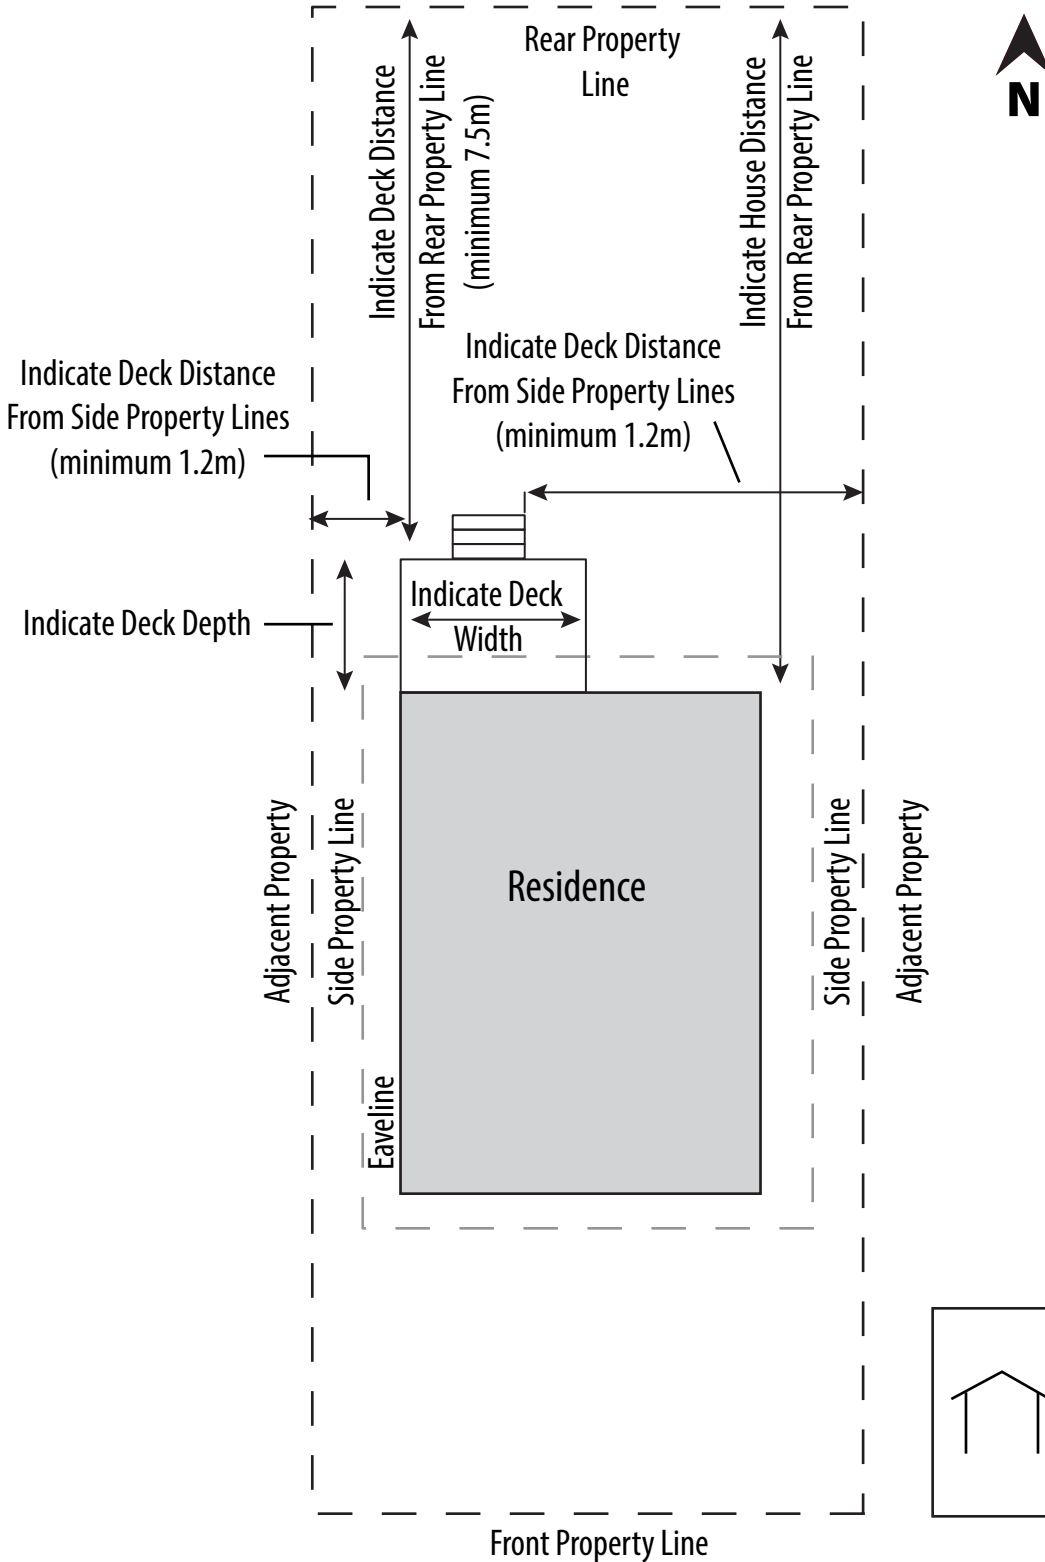 Rear Property
Line
N
Indicate Deck Distance
From Rear Property Line
(minimum 7.5m)
Indicate House Distance
From Rear Property Line
Indicate Deck Distance
From Side Property Lines
(minimum 1.2m)
Indicate Deck Distance
From Side Property Lines
(minimum 1.2m)
Indicate Deck Depth
Indicate Deck
Width
Adjacent Property
Side Property Line
Residence
Side Property Line
Adjacent Property
Eaveline
Front Property Line